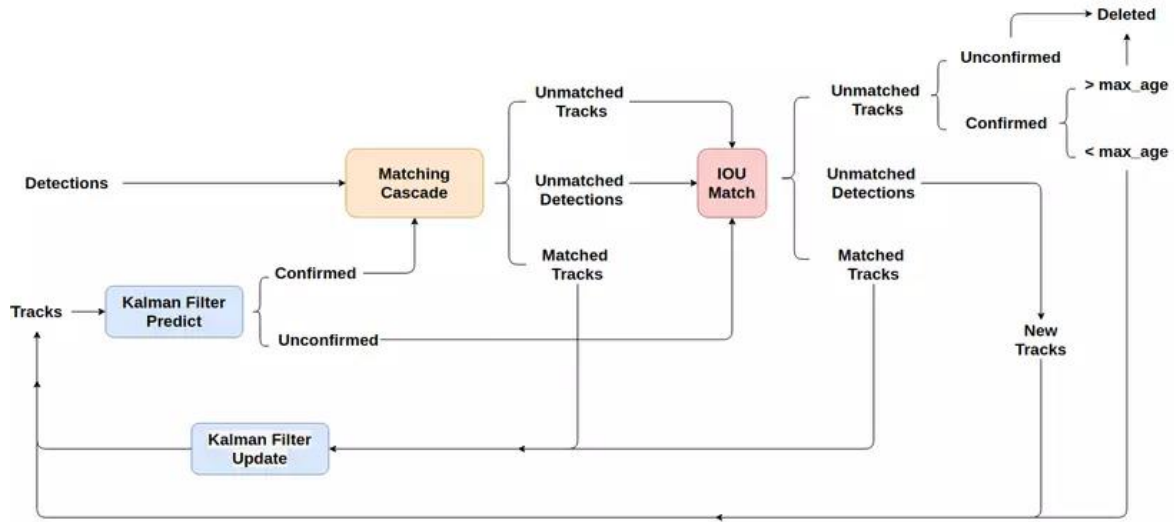 Deleted
Unconfirmed
> max_age
Unmatched
Tracks
Unmatched
Tracks
Confirmed
< max_age
Detections
Matching
Cascade
Unmatched
Detections
IOU
Match
Unmatched
Detections
Matched
Tracks
Matched
Tracks
Confirmed
Tracks
Kalman Filter
Predict
Unconfirmed
New
Tracks
Kalman Filter
Update